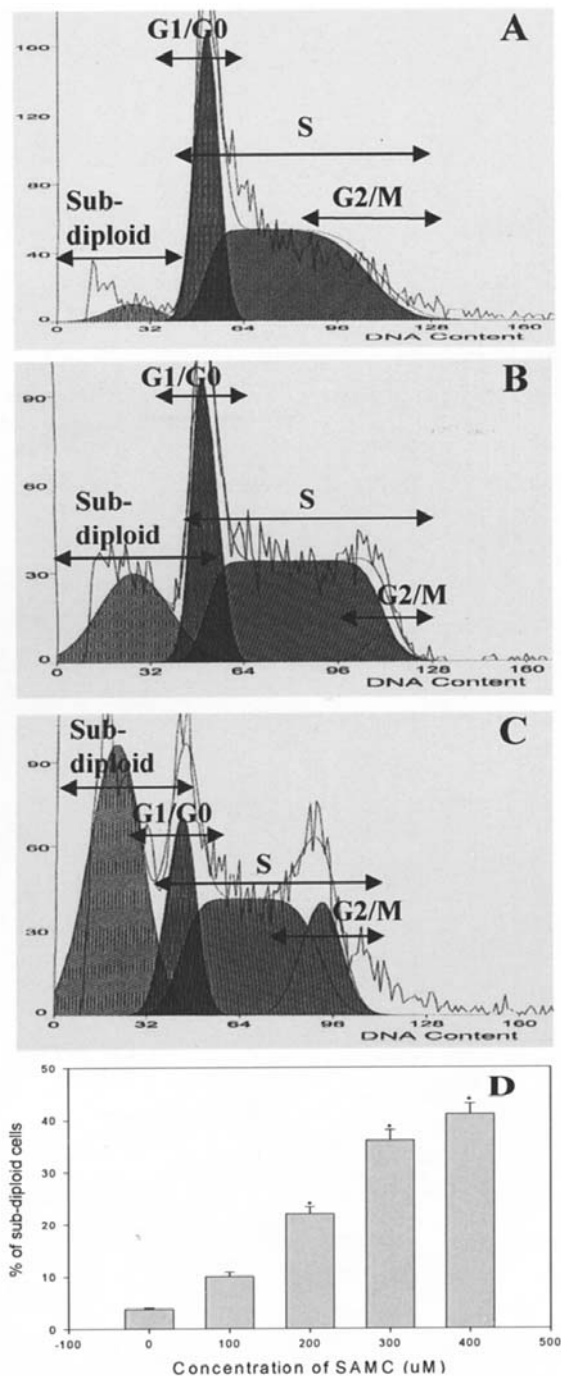 A
G1/G0
160
S
120
G2/M
80
Sub-
diploid
40
0
0 32 64 96 128 160
DNA Content
B
G1/G0
90
Sub-
diploid
S
60
30
G2/M
0
0 32 64 96 128 160
DNA Content
C
Sub-
diploid
90
G1/G0
60
S
G2/M
30
0
0 32 64 98 128 160
DNA Content
D
50
40
30
20
10
0
% of sub-diploid cells
* * *
-100 0 100 200 300 400 500
Concentration of SAMC (uM)